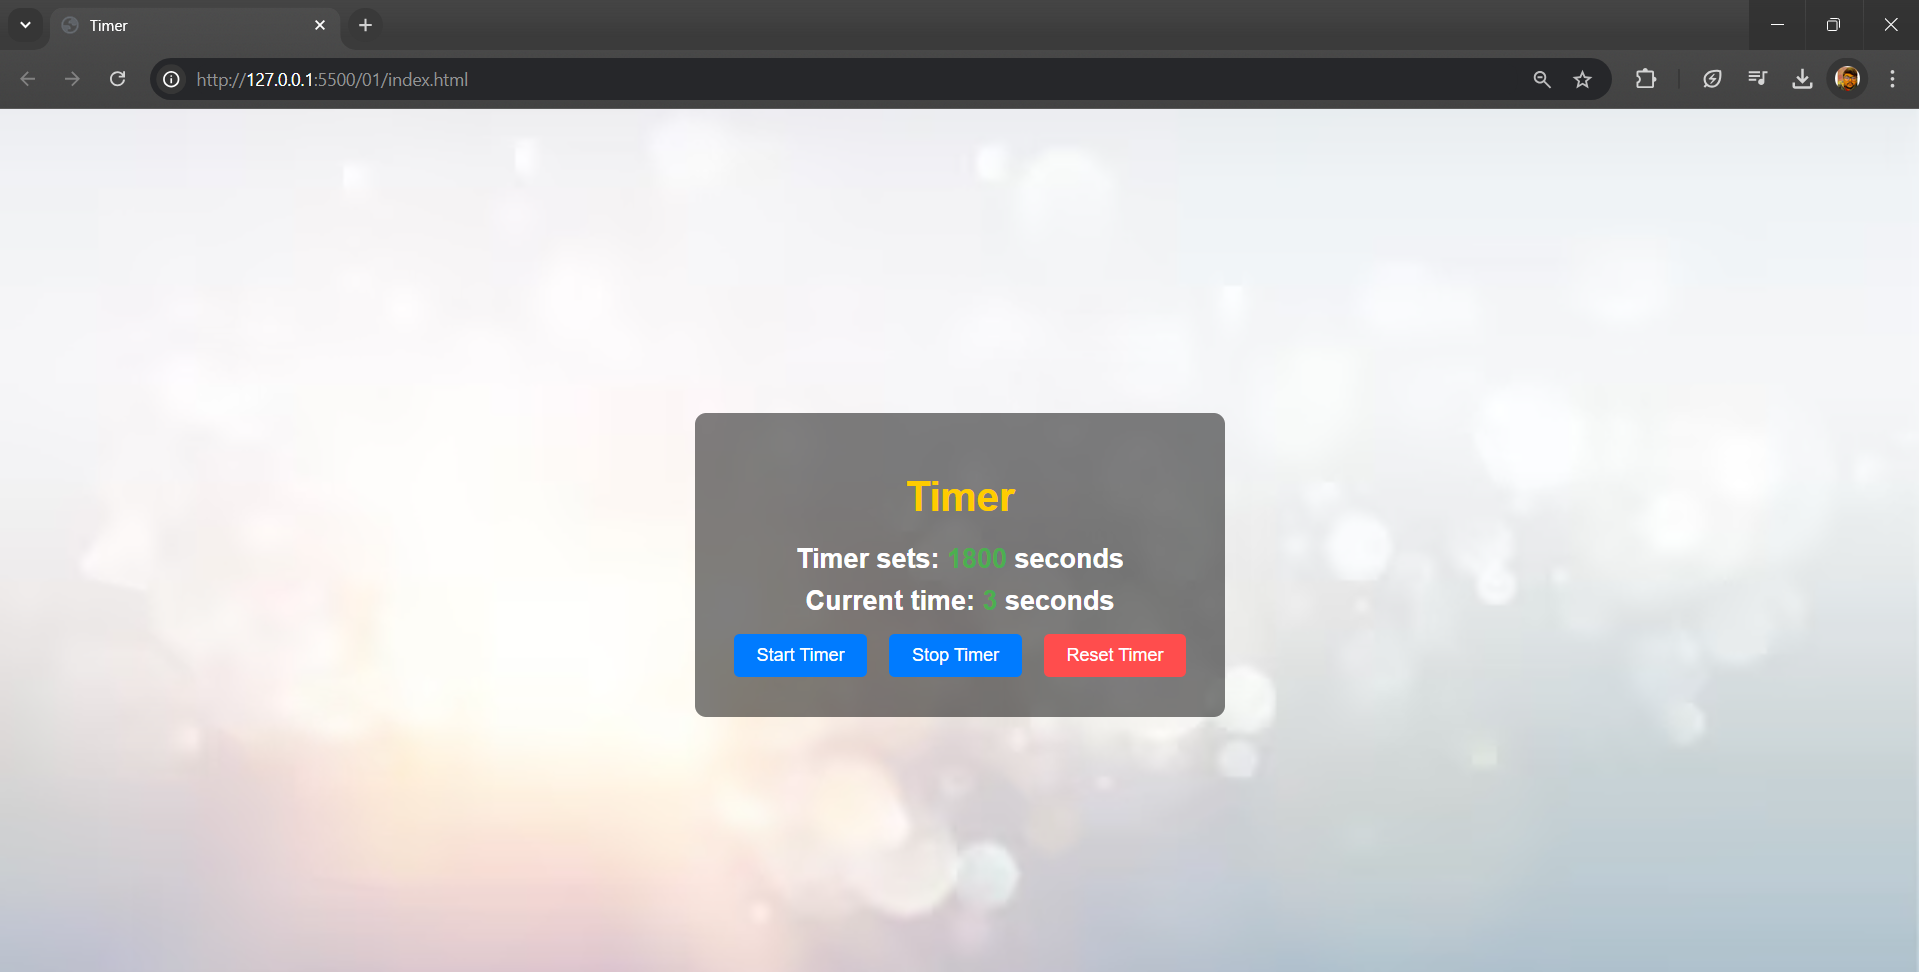 Timer
http://127.0.0.1:5500/01/index.html
Timer
Timer sets: 1800 seconds
Current time: 3 seconds
Start Timer
Stop Timer
Reset Timer